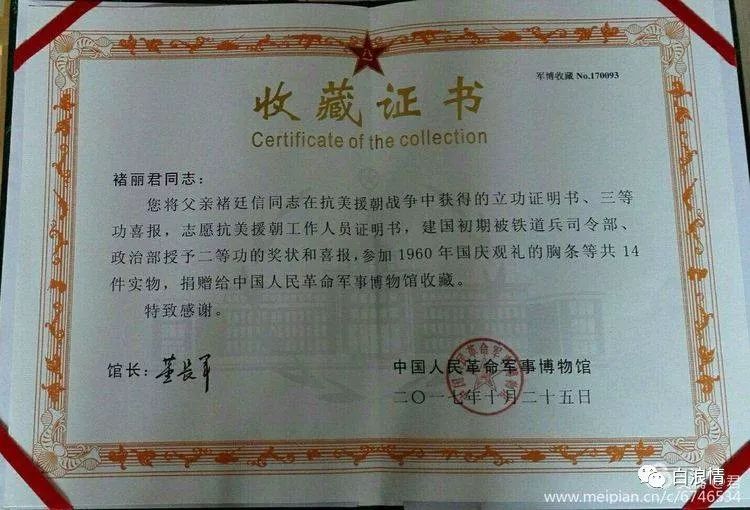 军博收藏 No.170093
收藏证书
Certificate of the collection
褚丽君同志：
您将父亲褚廷信同志在抗美援朝战争中获得的立功证明书、三等
功喜报，志愿抗美援朝工作人员证明书，建国初期被铁道兵司令部、
政治部授予二等功的奖状和喜报，参加1960年国庆观礼的胸条等共14
件实物，捐赠给中国人民革命军事博物馆收藏。
特致感谢。
馆长：董长军
中国人民革命军事博物馆
二〇一七年十月二十五日
白浪情
www.meipian.cn/c/6746534